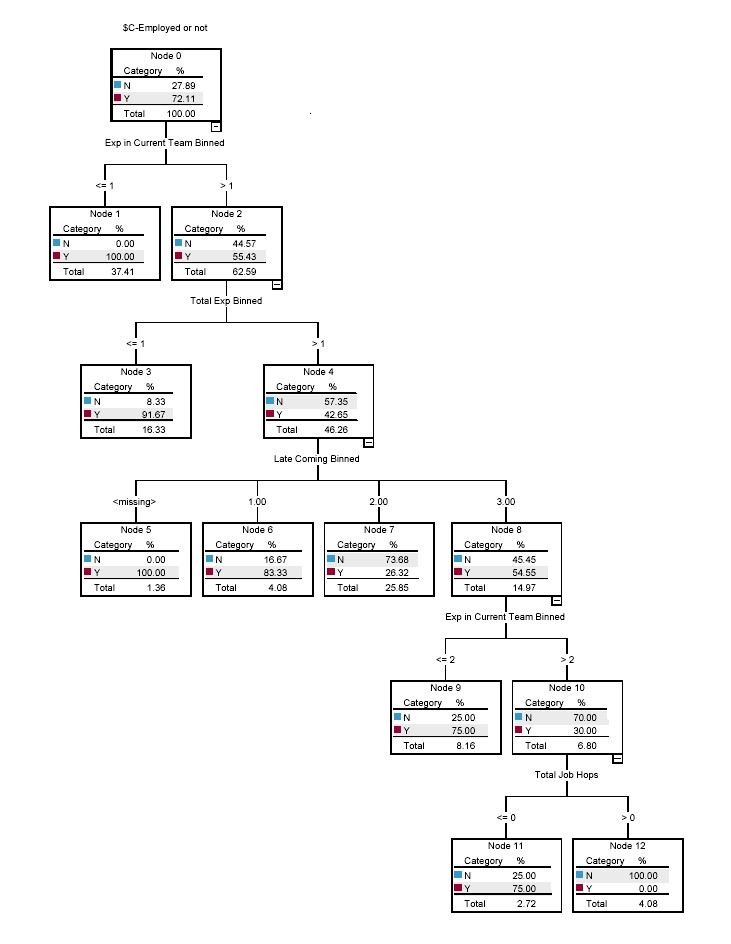 $C-Employed or not
Node 0
Category %
N 27.89
Y 72.11
Total 100.00
Exp in Current Team Binned
<= 1 > 1
Node 1
Category %
N 0.00
Y 100.00
Total 37.41
Node 2
Category %
N 44.57
Y 55.43
Total 62.59
Total Exp Binned
<= 1 > 1
Node 3
Category %
N 8.33
Y 91.67
Total 16.33
Node 4
Category %
N 57.35
Y 42.65
Total 46.26
Late Coming Binned
<missing> 1.00 2.00 3.00
Node 5
Category %
N 0.00
Y 100.00
Total 1.36
Node 6
Category %
N 16.67
Y 83.33
Total 4.08
Node 7
Category %
N 73.68
Y 26.32
Total 25.85
Node 8
Category %
N 45.45
Y 54.55
Total 14.97
Exp in Current Team Binned
<= 2 > 2
Node 9
Category %
N 25.00
Y 75.00
Total 8.16
Node 10
Category %
N 70.00
Y 30.00
Total 6.80
Total Job Hops
<= 0 > 0
Node 11
Category %
N 25.00
Y 75.00
Total 2.72
Node 12
Category %
N 100.00
Y 0.00
Total 4.08